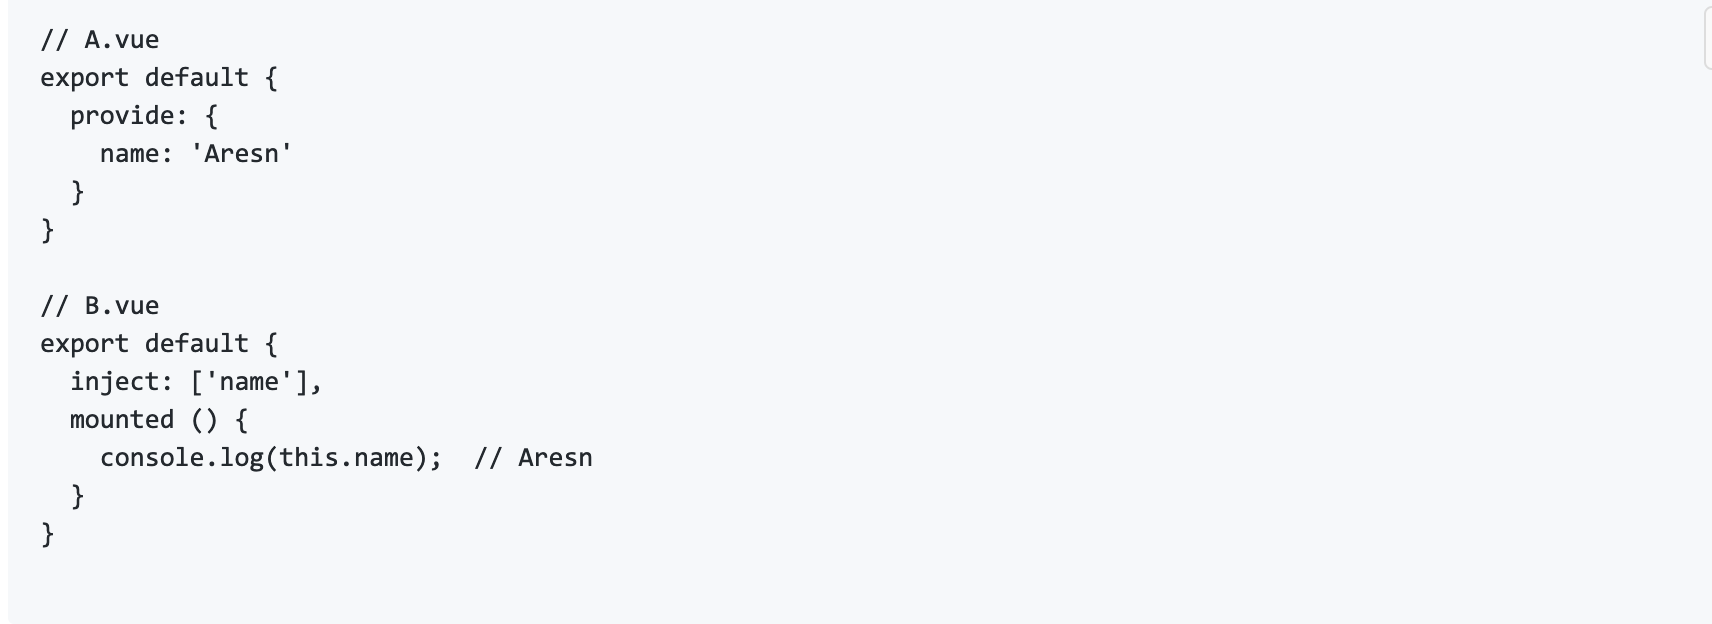 // A.vue
export default {
  provide: {
    name: 'Aresn'
  }
}

// B.vue
export default {
  inject: ['name'],
  mounted () {
    console.log(this.name);  // Aresn
  }
}